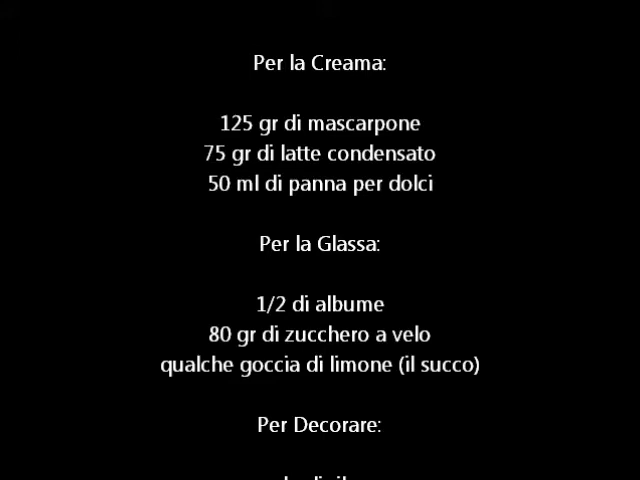 Per la Creama:
125 gr di mascarpone
75 gr di latte condensato
50 ml di panna per dolci
Per la Glassa:
1/2 di albume
80 gr di zucchero a velo
qualche goccia di limone (il succo)
Per Decorare: